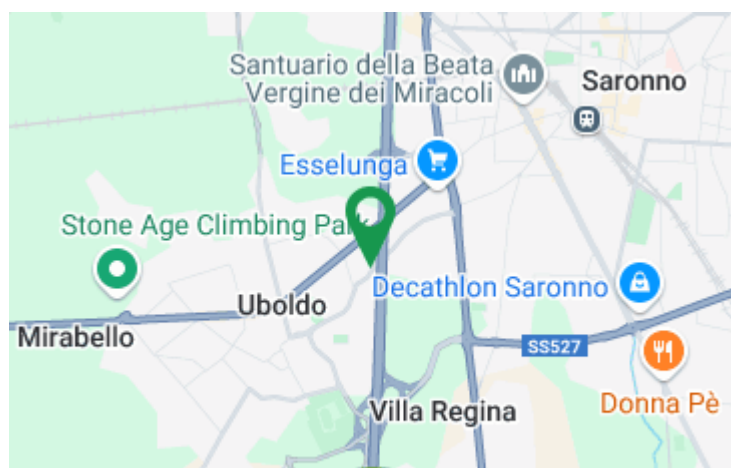 Santuario della Beata
Vergine dei Miracoli
Saronno
Esselunga
Stone Age Climbing Park
Decathlon Saronno
Uboldo
Mirabello
SS527
Donna Pè
Villa Regina